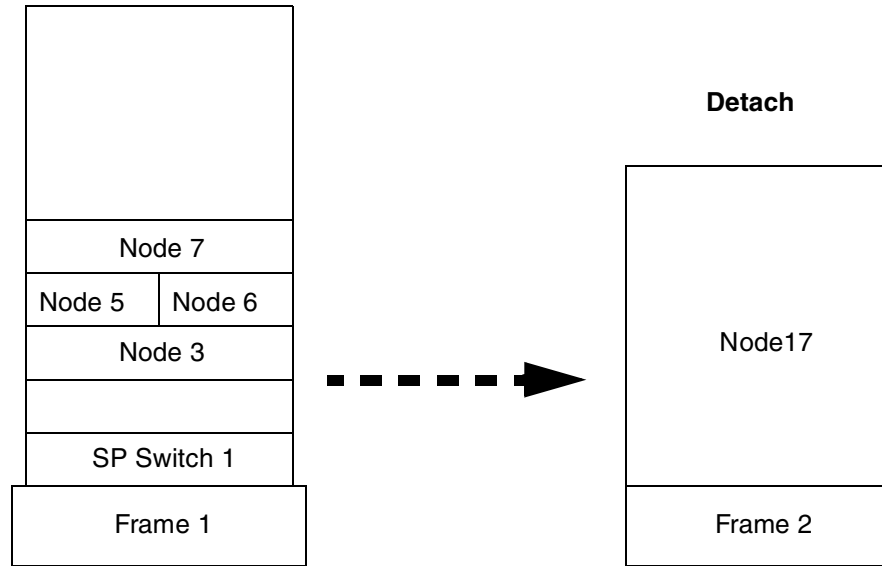 Detach
Node 7
Node 5 Node 6
Node 3
Node17
SP Switch 1
Frame 1
Frame 2